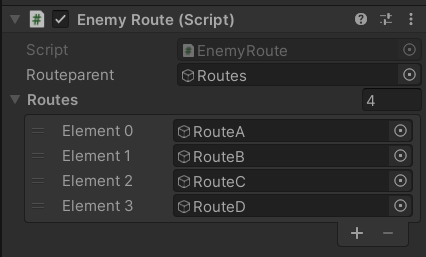 Enemy Route (Script)
Script EnemyRoute
Routeparent Routes
Routes 4
Element 0 RouteA
Element 1 RouteB
Element 2 RouteC
Element 3 RouteD
+ −